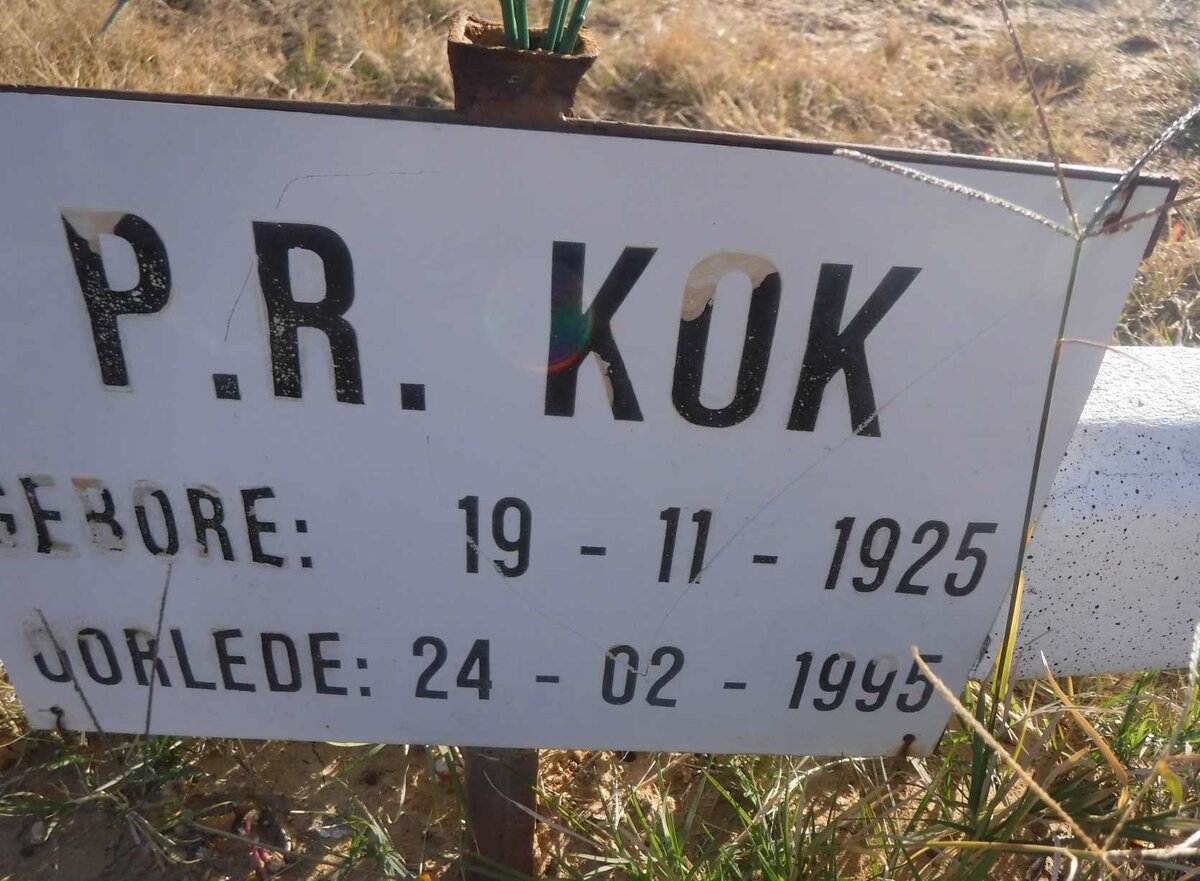 P.R. KOK
GEBORE: 19 - 11 - 1925
OORLEDE: 24 - 02 - 1995